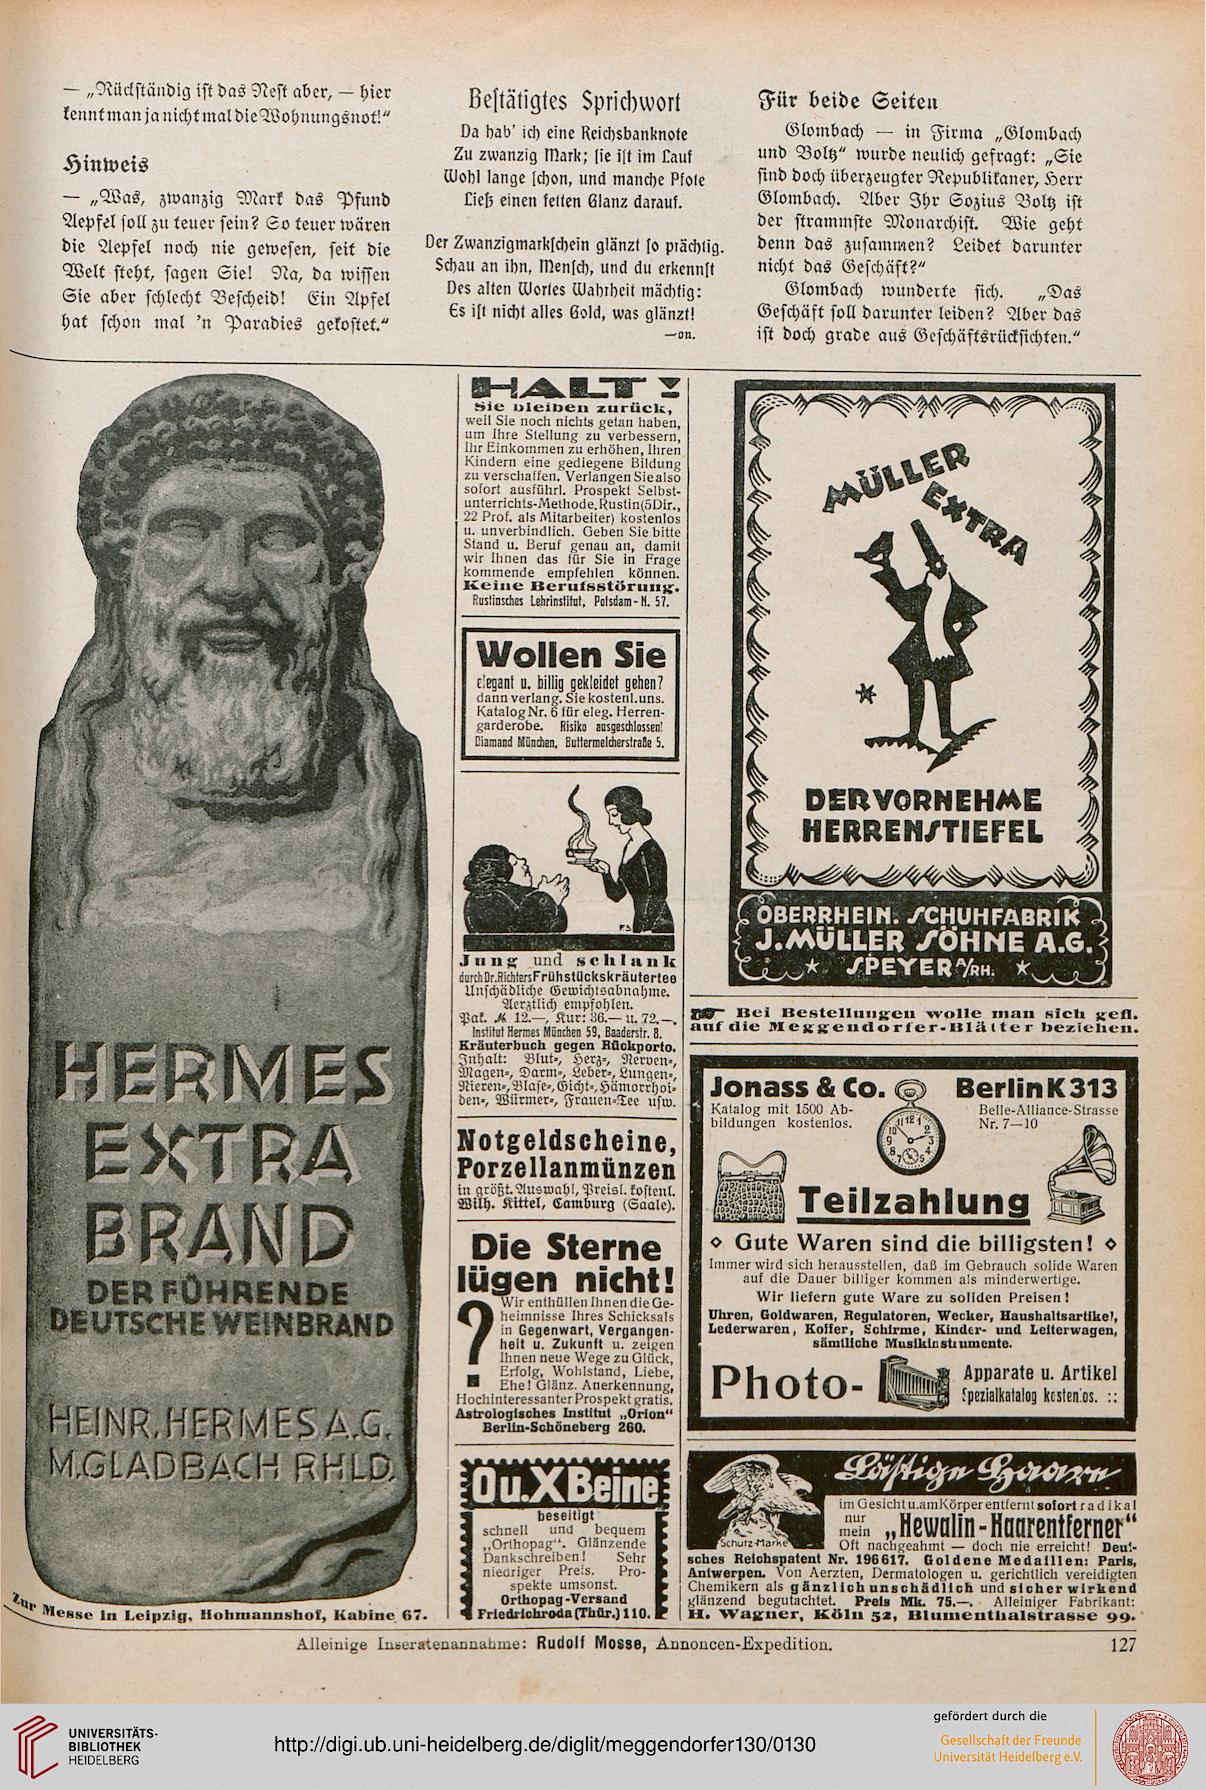 — „Rückständig ist das Nest aber, — hier
kennt man ja nicht mal die Wohnungsnot!“
Hinweis
— „Was, zwanzig Mark das Pfund
Aepfel soll zu teuer sein? So teuer wären
die Aepfel noch nie gewesen, seit die
Welt steht, sagen Sie! Na, da wissen
Sie aber schlecht Bescheid! Ein Apfel
hat schon mal 'n Paradies gekostet.“
Bestätigtes Sprichwort
Da hab' ich eine Reichsbanknote
Zu zwanzig Mark; sie ist im Lauf
Wohl lange schon, und manche Pfote
Ließ einen fetten Glanz darauf.
Der Zwanzigmarkschein glänzt so prächtig.
Schau an ihn, Mensch, und du erkennst
Des alten Wortes Wahrheit mächtig:
Es ist nicht alles Gold, was glänzt!
—on.
Für beide Seiten
Glombach — in Firma „Glombach
und Boltz“ wurde neulich gefragt: „Sie
sind doch überzeugter Republikaner, Herr
Glombach. Aber Ihr Sozius Boltz ist
der strammste Monarchist. Wie geht
denn das zusammen? Leidet darunter
nicht das Geschäft?“
Glombach wunderte sich. „Das
Geschäft soll darunter leiden? Aber das
ist doch grade aus Geschäftsrücksichten.“
HERMES
EXTRA
BRAND
DER FÜHRENDE
DEUTSCHE WEINBRAND
HEINR. HERMES A.G.
M.GLADBACH RHLD.
Zur Messe in Leipzig, Hohmannshof, Kabine 67.
HALT!
Sie bleiben zurück,
weil Sie noch nichts getan haben,
um Ihre Stellung zu verbessern,
Ihr Einkommen zu erhöhen, Ihren
Kindern eine gediegene Bildung
zu verschaffen. Verlangen Sie also
sofort ausführl. Prospekt Selbst-
unterrichts-Methode Rustin (5 Dir.,
22 Prof. als Mitarbeiter) kostenlos
u. unverbindlich. Geben Sie bitte
Stand u. Beruf genau an, damit
wir Ihnen das für Sie in Frage
kommende empfehlen können.
Keine Berufsstörung.
Rustinsches Lehrinstitut, Potsdam-N. 57.
Wollen Sie
elegant u. billig gekleidet gehen?
dann verlang. Sie kostenl. uns.
Katalog Nr. 6 für eleg. Herren-
garderobe. Risiko ausgeschlossen!
Diamand München, Buttermelcherstraße 5.
F.S.
Jung und schlank
durch Dr. Richters Frühstückskräutertee
Unschädliche Gewichtsabnahme.
Aerztlich empfohlen.
Pak. ℳ 12.—, Kur: 36.— u. 72.—.
Institut Hermes München 59, Baaderstr. 8.
Kräuterbuch gegen Rückporto.
Inhalt: Blut-, Herz-, Nerven-,
Magen-, Darm-, Leber-, Lungen-,
Nieren-, Blase-, Gicht-, Hämorrhoi-
den-, Würmer-, Frauen-Tee usw.
Notgeldscheine,
Porzellanmünzen
in größt. Auswahl, Preisl. kostenl.
Wilh. Kittel, Camburg (Saale).
Die Sterne
lügen nicht!
?
Wir enthüllen Ihnen die Ge-
heimnisse Ihres Schicksals
in Gegenwart, Vergangen-
heit u. Zukunft u. zeigen
Ihnen neue Wege zu Glück,
Erfolg, Wohlstand, Liebe,
Ehe! Glänz. Anerkennung,
Hochinteressanter Prospekt gratis.
Astrologisches Institut „Orion“
Berlin-Schöneberg 260.
O u. X Beine
beseitigt
schnell und bequem
„Orthopag“. Glänzende
Dankschreiben! Sehr
niedriger Preis. Pro-
spekte umsonst.
Orthopag-Versand
Friedrichroda (Thür.) 110.
MÜLLER
EXTRA
DER VORNEHME
HERRENSTIEFEL
OBERRHEIN. SCHUHFABRIK
J. MÜLLER SÖHNE A.G.
SPEYER A/RH.
Bei Bestellungen wolle man sich gefl.
auf die Meggendorfer-Blätter beziehen.
Jonass & Co. Berlin K 313
Katalog mit 1500 Ab-
bildungen kostenlos.
Belle-Alliance-Strasse
Nr. 7—10
Teilzahlung
◇ Gute Waren sind die billigsten! ◇
Immer wird sich herausstellen, daß im Gebrauch solide Waren
auf die Dauer billiger kommen als minderwertige.
Wir liefern gute Ware zu soliden Preisen!
Uhren, Goldwaren, Regulatoren, Wecker, Haushaltsartikel,
Lederwaren, Koffer, Schirme, Kinder- und Leiterwagen,
sämtliche Musikinstrumente.
Photo-
Apparate u. Artikel
Spezialkatalog kostenlos. ::
Lästige Haare
im Gesicht u. am Körper entfernt sofort radikal
nur
mein „Hewalin-Haarentferner“
Oft nachgeahmt — doch nie erreicht! Deut-
Schutz-Marke
sches Reichspatent Nr. 196617. Goldene Medaillen: Paris,
Antwerpen. Von Aerzten, Dermatologen u. gerichtlich vereidigten
Chemikern als gänzlich unschädlich und sicher wirkend
glänzend begutachtet. Preis Mk. 75.—. Alleiniger Fabrikant:
H. Wagner, Köln 52, Blumenthalstrasse 99.
Alleinige Inseratenannahme: Rudolf Mosse, Annoncen-Expedition.
127
UNIVERSITÄTS-
BIBLIOTHEK
HEIDELBERG
http://digi.ub.uni-heidelberg.de/diglit/meggendorfer130/0130
gefördert durch die
Gesellschaft der Freunde
Universität Heidelberg e.V.